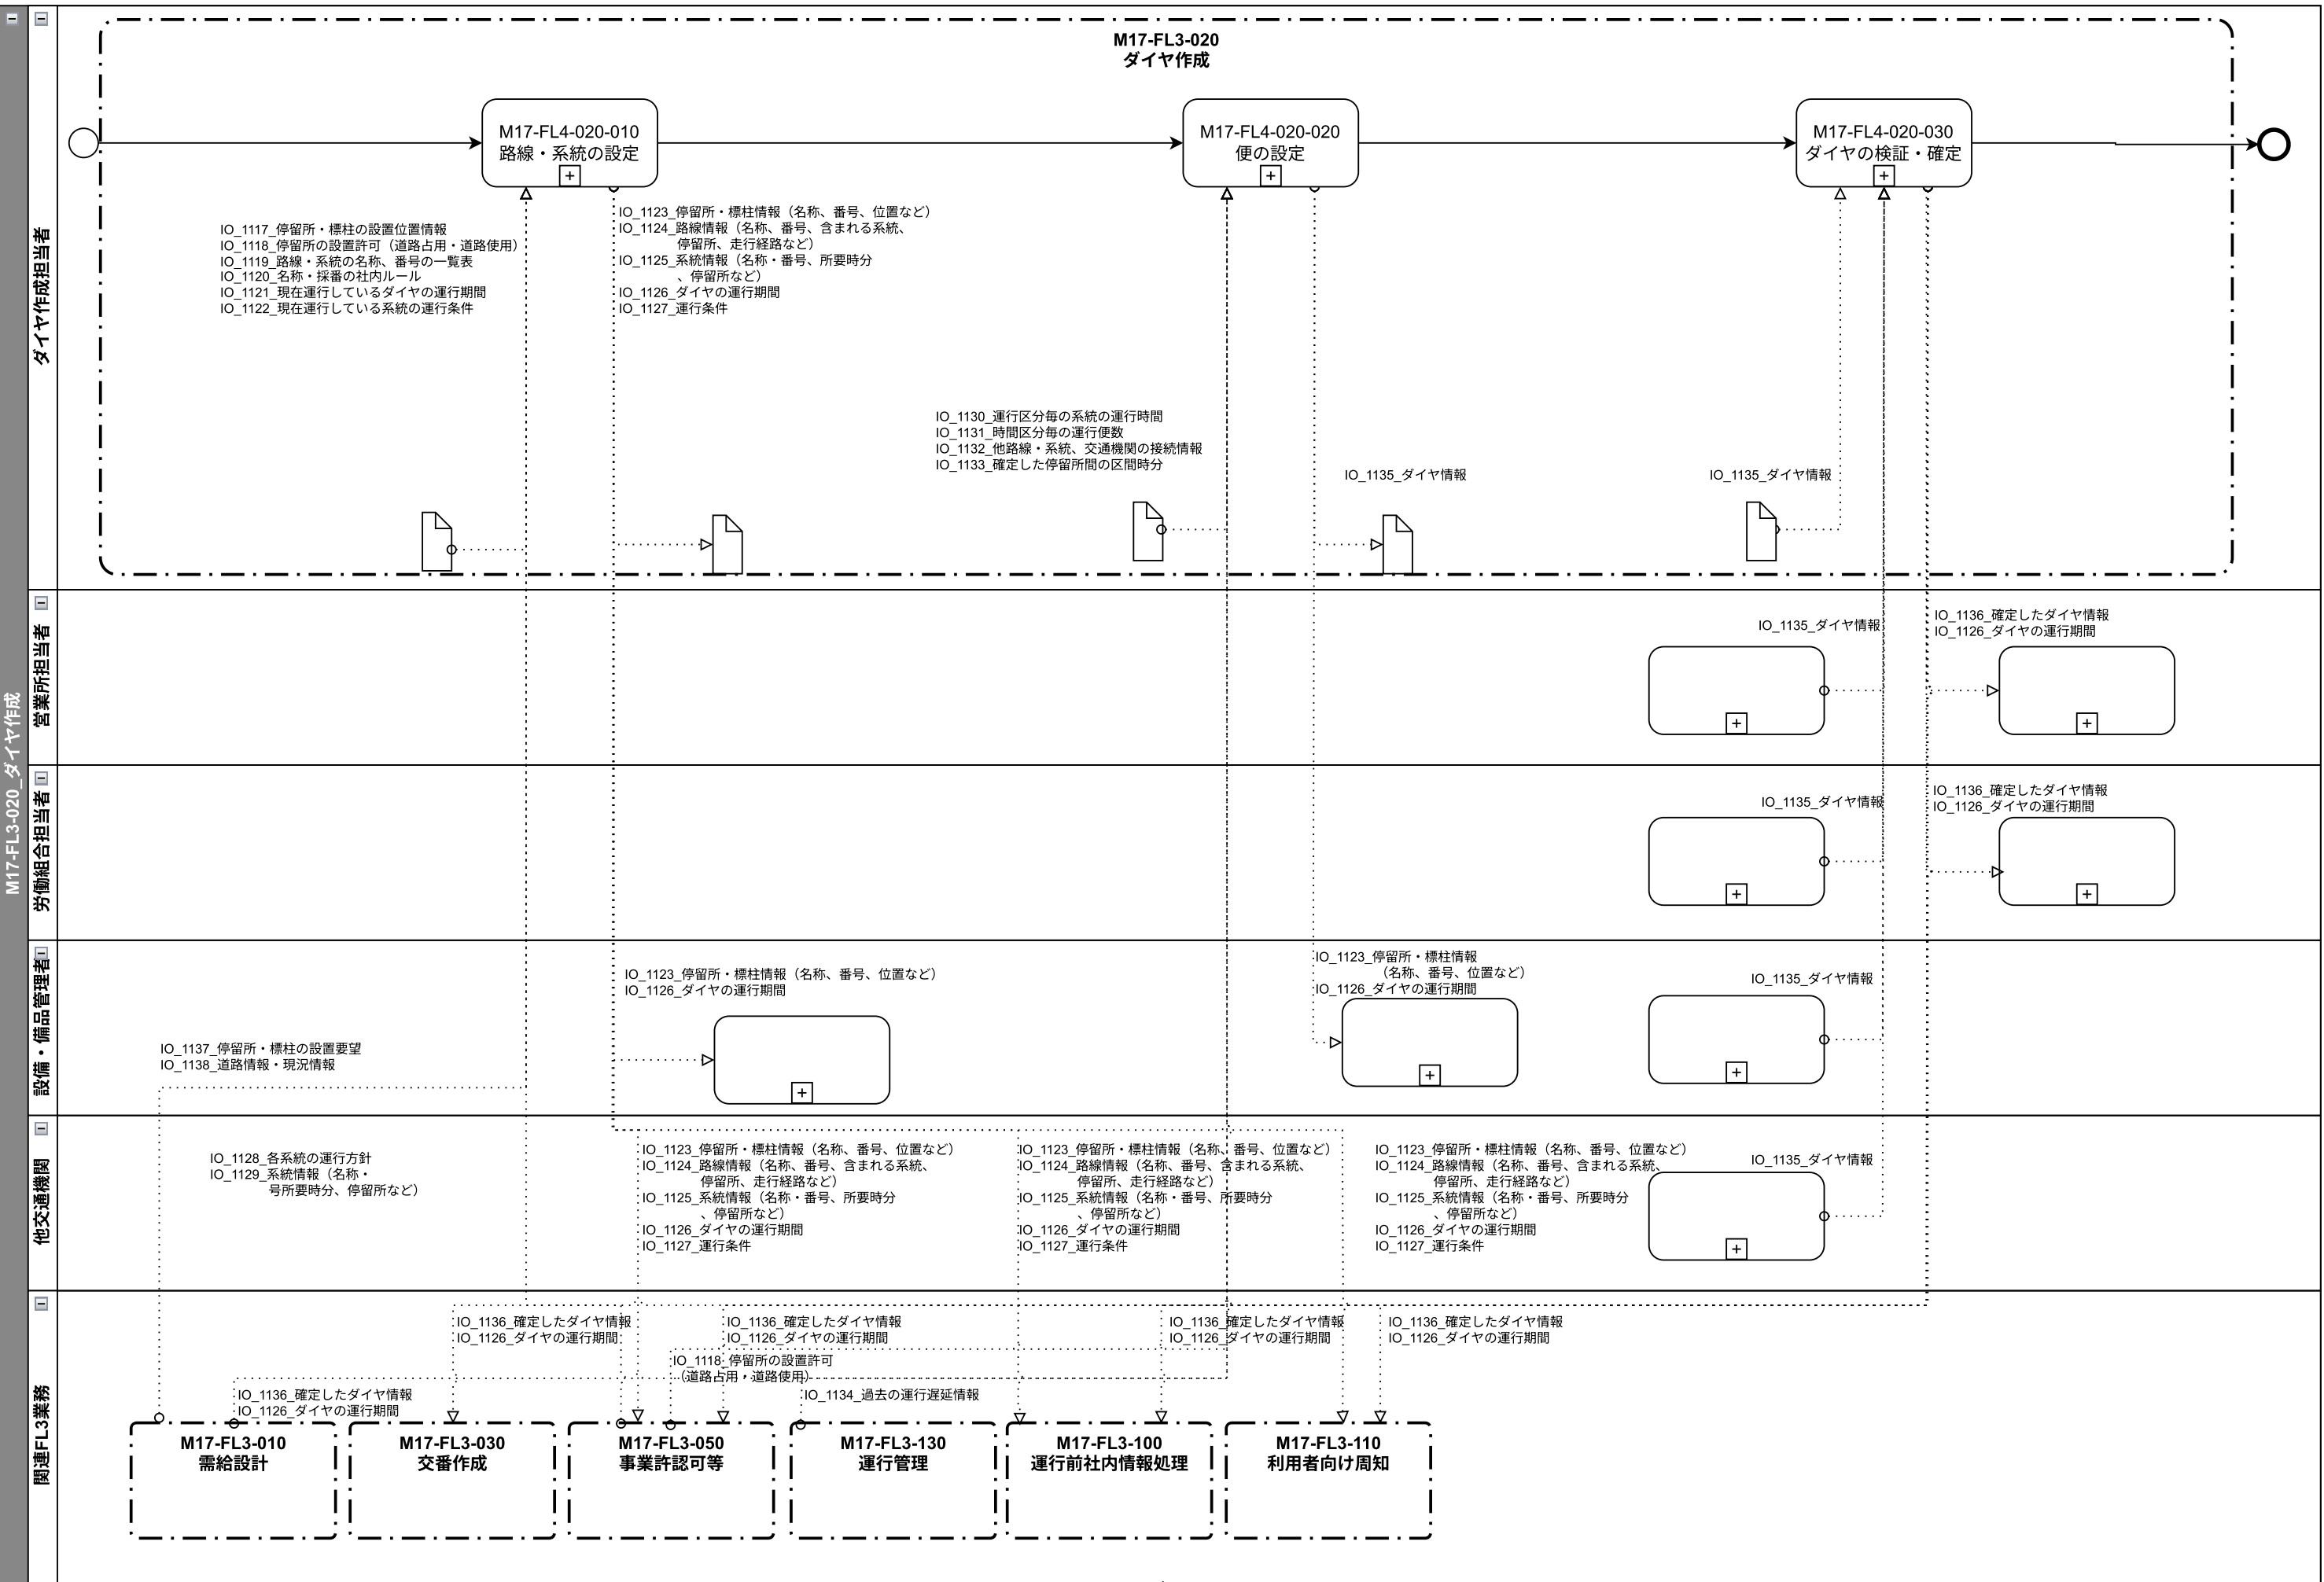 M17-FL3-020_ダイヤ作成
ダイヤ作成担当者
M17-FL3-020
ダイヤ作成
M17-FL4-020-010
路線・系統の設定
M17-FL4-020-020
便の設定
M17-FL4-020-030
ダイヤの検証・確定
IO_1117_停留所・標柱の設置位置情報
IO_1118_停留所の設置許可（道路占用・道路使用）
IO_1119_路線・系統の名称、番号の一覧表
IO_1120_名称・採番の社内ルール
IO_1121_現在運行しているダイヤの運行期間
IO_1122_現在運行している系統の運行条件
IO_1123_停留所・標柱情報（名称、番号、位置など）
IO_1124_路線情報（名称、番号、含まれる系統、
停留所、走行経路など）
IO_1125_系統情報（名称・番号、所要時分
、停留所など）
IO_1126_ダイヤの運行期間
IO_1127_運行条件
IO_1130_運行区分毎の系統の運行時間
IO_1131_時間区分毎の運行便数
IO_1132_他路線・系統、交通機関の接続情報
IO_1133_確定した停留所間の区間時分
IO_1135_ダイヤ情報
IO_1135_ダイヤ情報
営業所担当者
IO_1135_ダイヤ情報
IO_1136_確定したダイヤ情報
IO_1126_ダイヤの運行期間
労働組合担当者
IO_1135_ダイヤ情報
IO_1136_確定したダイヤ情報
IO_1126_ダイヤの運行期間
設備・備品管理者
IO_1137_停留所・標柱の設置要望
IO_1138_道路情報・現況情報
IO_1123_停留所・標柱情報（名称、番号、位置など）
IO_1126_ダイヤの運行期間
IO_1123_停留所・標柱情報
（名称、番号、位置など）
IO_1126_ダイヤの運行期間
IO_1135_ダイヤ情報
他交通機関
IO_1128_各系統の運行方針
IO_1129_系統情報（名称・
号所要時分、停留所など）
IO_1123_停留所・標柱情報（名称、番号、位置など）
IO_1124_路線情報（名称、番号、含まれる系統、
停留所、走行経路など）
IO_1125_系統情報（名称・番号、所要時分
、停留所など）
IO_1126_ダイヤの運行期間
IO_1127_運行条件
IO_1123_停留所・標柱情報（名称、番号、位置など）
IO_1124_路線情報（名称、番号、含まれる系統、
停留所、走行経路など）
IO_1125_系統情報（名称・番号、所要時分
、停留所など）
IO_1126_ダイヤの運行期間
IO_1127_運行条件
IO_1123_停留所・標柱情報（名称、番号、位置など）
IO_1124_路線情報（名称、番号、含まれる系統、
停留所、走行経路など）
IO_1125_系統情報（名称・番号、所要時分
、停留所など）
IO_1126_ダイヤの運行期間
IO_1127_運行条件
IO_1135_ダイヤ情報
関連FL3業務
IO_1136_確定したダイヤ情報
IO_1126_ダイヤの運行期間
IO_1136_確定したダイヤ情報
IO_1126_ダイヤの運行期間
IO_1136_確定したダイヤ情報
IO_1126_ダイヤの運行期間
IO_1136_確定したダイヤ情報
IO_1126_ダイヤの運行期間
IO_1118_停留所の設置許可
（道路占用・道路使用）
IO_1136_確定したダイヤ情報
IO_1126_ダイヤの運行期間
IO_1134_過去の運行遅延情報
M17-FL3-010
需給設計
M17-FL3-030
交番作成
M17-FL3-050
事業許認可等
M17-FL3-130
運行管理
M17-FL3-100
運行前社内情報処理
M17-FL3-110
利用者向け周知